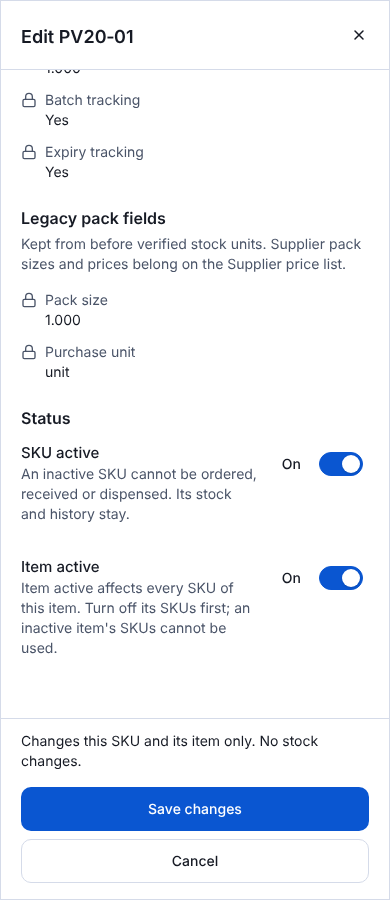 Edit PV20-01
1.000
Batch tracking
Yes
Expiry tracking
Yes
Legacy pack fields
Kept from before verified stock units. Supplier pack
sizes and prices belong on the Supplier price list.
Pack size
1.000
Purchase unit
unit
Status
SKU active
On
An inactive SKU cannot be ordered,
received or dispensed. Its stock
and history stay.
Item active
On
Item active affects every SKU of
this item. Turn off its SKUs first; an
inactive item's SKUs cannot be
used.
Changes this SKU and its item only. No stock
changes.
Save changes
Cancel